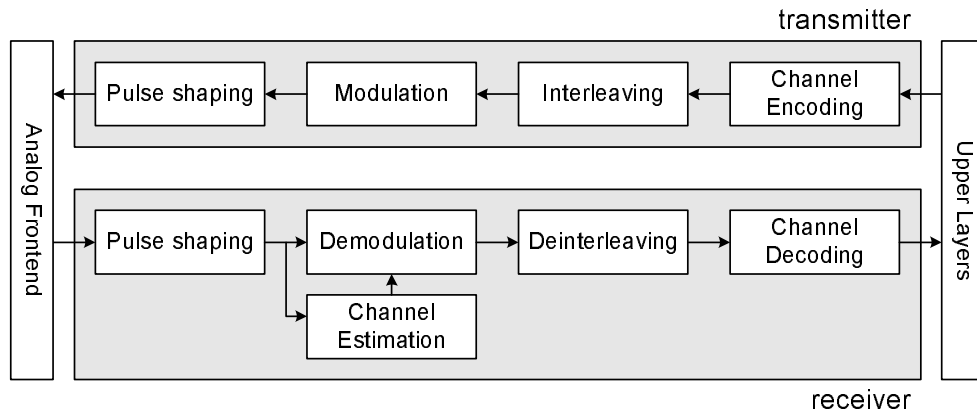 transmitter
Analog Frontend
Pulse shaping
Modulation
Interleaving
Channel
Encoding
Upper Layers
Pulse shaping
Demodulation
Deinterleaving
Channel
Decoding
Channel
Estimation
receiver